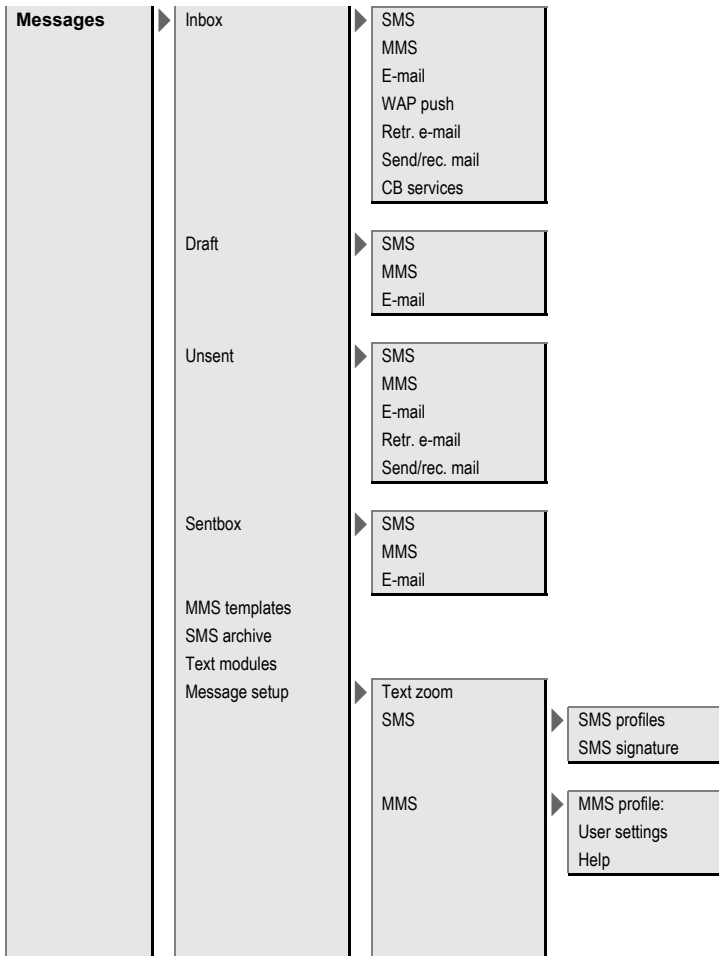 Messages
Inbox
SMS
MMS
E-mail
WAP push
Retr. e-mail
Send/rec. mail
CB services
Draft
SMS
MMS
E-mail
Unsent
SMS
MMS
E-mail
Retr. e-mail
Send/rec. mail
Sentbox
SMS
MMS
E-mail
MMS templates
SMS archive
Text modules
Message setup
Text zoom
SMS
SMS profiles
SMS signature
MMS
MMS profile:
User settings
Help